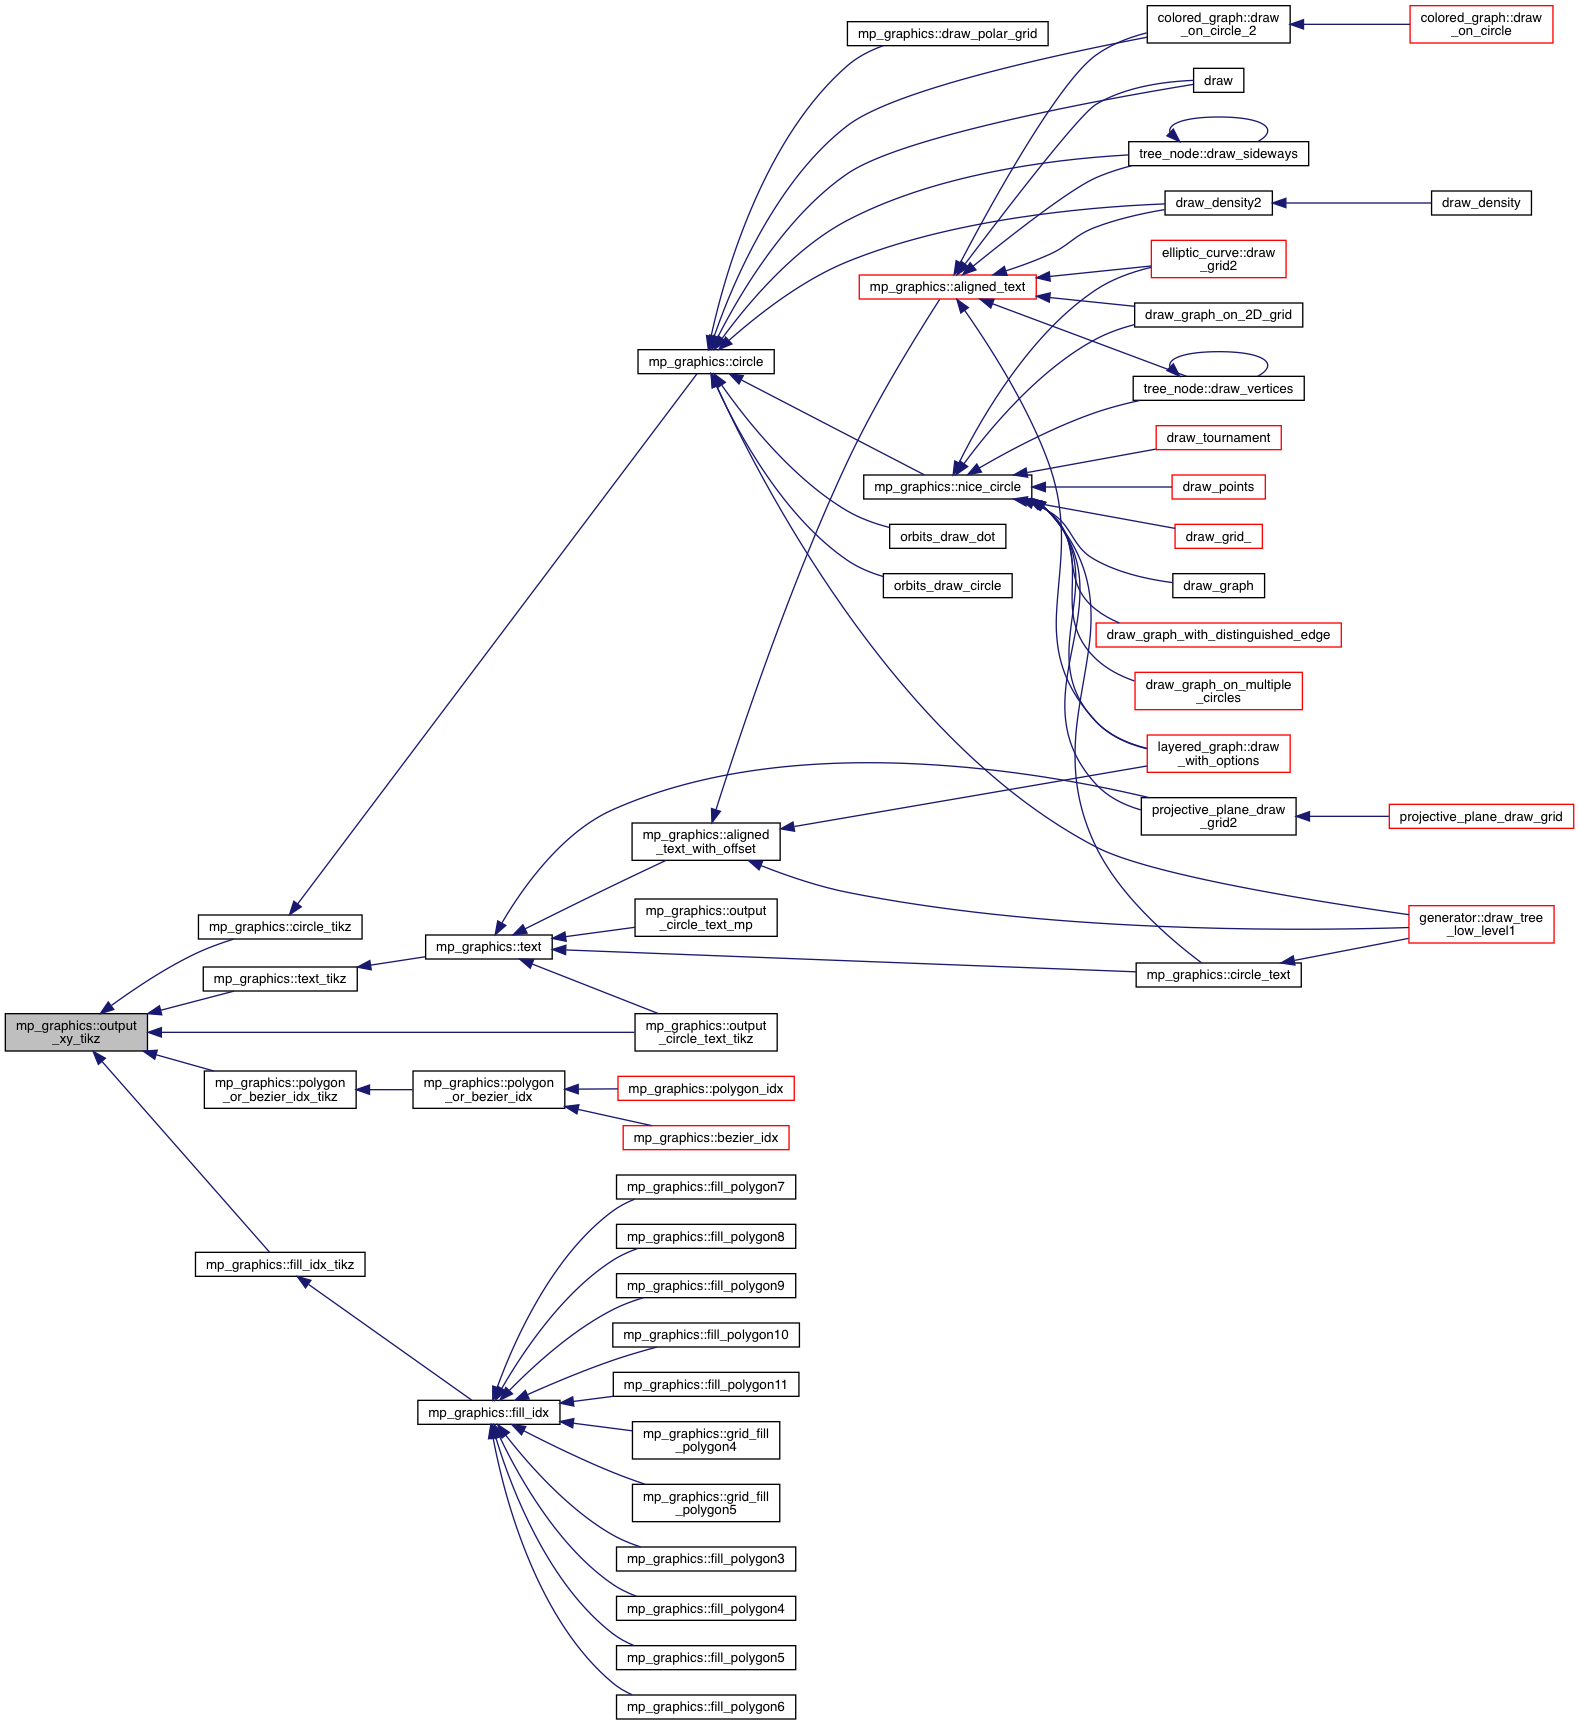 mp_graphics::output
_xy_tikz
mp_graphics::circle_tikz
mp_graphics::text_tikz
mp_graphics::polygon
_or_bezier_idx_tikz
mp_graphics::fill_idx_tikz
mp_graphics::text
mp_graphics::polygon
_or_bezier_idx
mp_graphics::fill_idx
mp_graphics::circle
mp_graphics::aligned
_text_with_offset
mp_graphics::output
_circle_text_mp
mp_graphics::output
_circle_text_tikz
mp_graphics::polygon_idx
mp_graphics::bezier_idx
mp_graphics::fill_polygon7
mp_graphics::fill_polygon8
mp_graphics::fill_polygon9
mp_graphics::fill_polygon10
mp_graphics::fill_polygon11
mp_graphics::grid_fill
_polygon4
mp_graphics::grid_fill
_polygon5
mp_graphics::fill_polygon3
mp_graphics::fill_polygon4
mp_graphics::fill_polygon5
mp_graphics::fill_polygon6
mp_graphics::draw_polar_grid
mp_graphics::aligned_text
mp_graphics::nice_circle
orbits_draw_dot
orbits_draw_circle
colored_graph::draw
_on_circle_2
draw
tree_node::draw_sideways
draw_density2
elliptic_curve::draw
_grid2
draw_graph_on_2D_grid
tree_node::draw_vertices
draw_tournament
draw_points
draw_grid_
draw_graph
draw_graph_with_distinguished_edge
draw_graph_on_multiple
_circles
layered_graph::draw
_with_options
projective_plane_draw
_grid2
mp_graphics::circle_text
colored_graph::draw
_on_circle
draw_density
projective_plane_draw_grid
generator::draw_tree
_low_level1